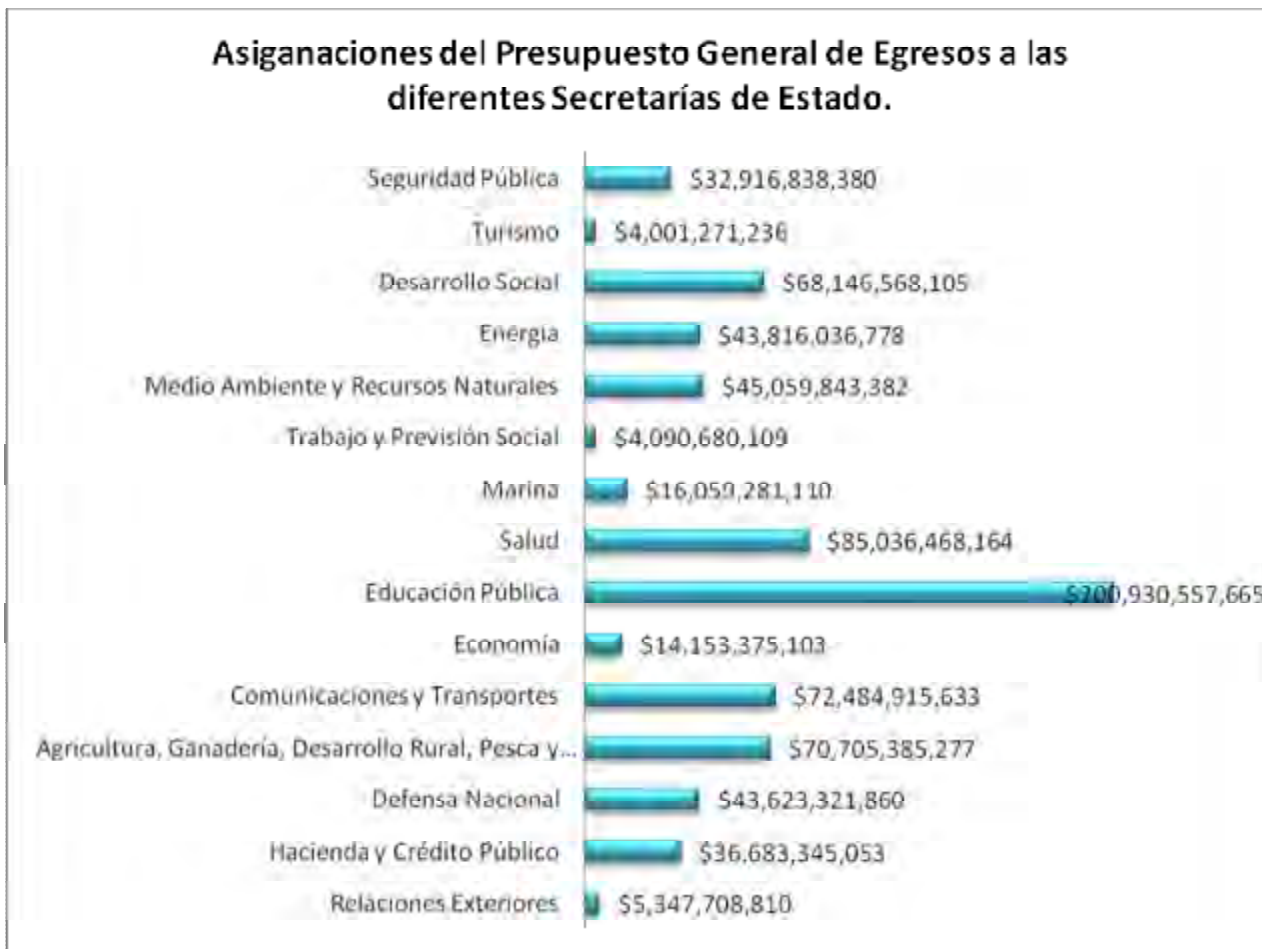 Asiganaciones del Presupuesto General de Egresos a las
diferentes Secretarías de Estado.
Seguridad Pública $32,916,838,380
Turismo $4,001,271,236
Desarrollo Social $68,146,568,105
Energía $43,816,036,778
Medio Ambiente y Recursos Naturales $45,059,843,382
Trabajo y Previsión Social $4,090,680,109
Marina $16,059,281,110
Salud $85,036,468,164
Educación Pública $200,930,557,665
Economía $14,153,375,103
Comunicaciones y Transportes $72,484,915,633
Agricultura, Ganadería, Desarrollo Rural, Pesca y... $70,705,385,277
Defensa Nacional $43,623,321,860
Hacienda y Crédito Público $36,683,345,053
Relaciones Exteriores $5,347,708,810